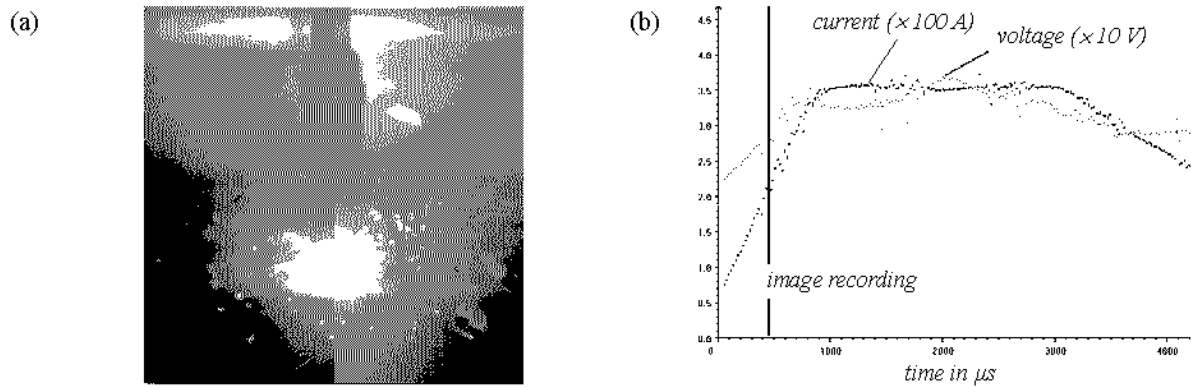 (a)
(b)
current (×100 A)
voltage (×10 V)
4.5
4.0
3.5
3.0
2.5
2.0
1.5
1.0
0.5
0.0
image recording
0 1000 2000 3000 4000
time in µs